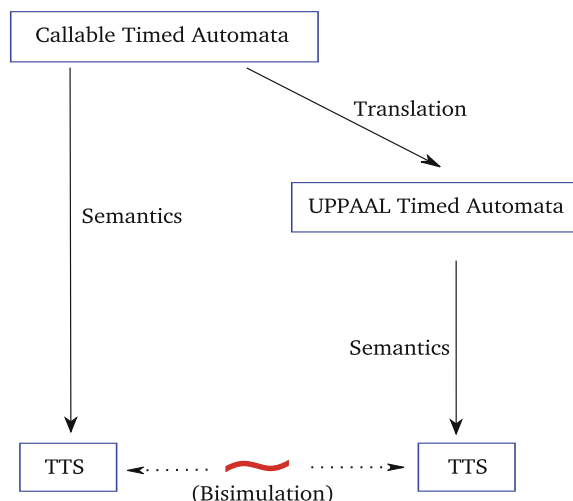 Callable Timed Automata
Translation
UPPAAL Timed Automata
Semantics
Semantics
TTS
TTS
(Bisimulation)